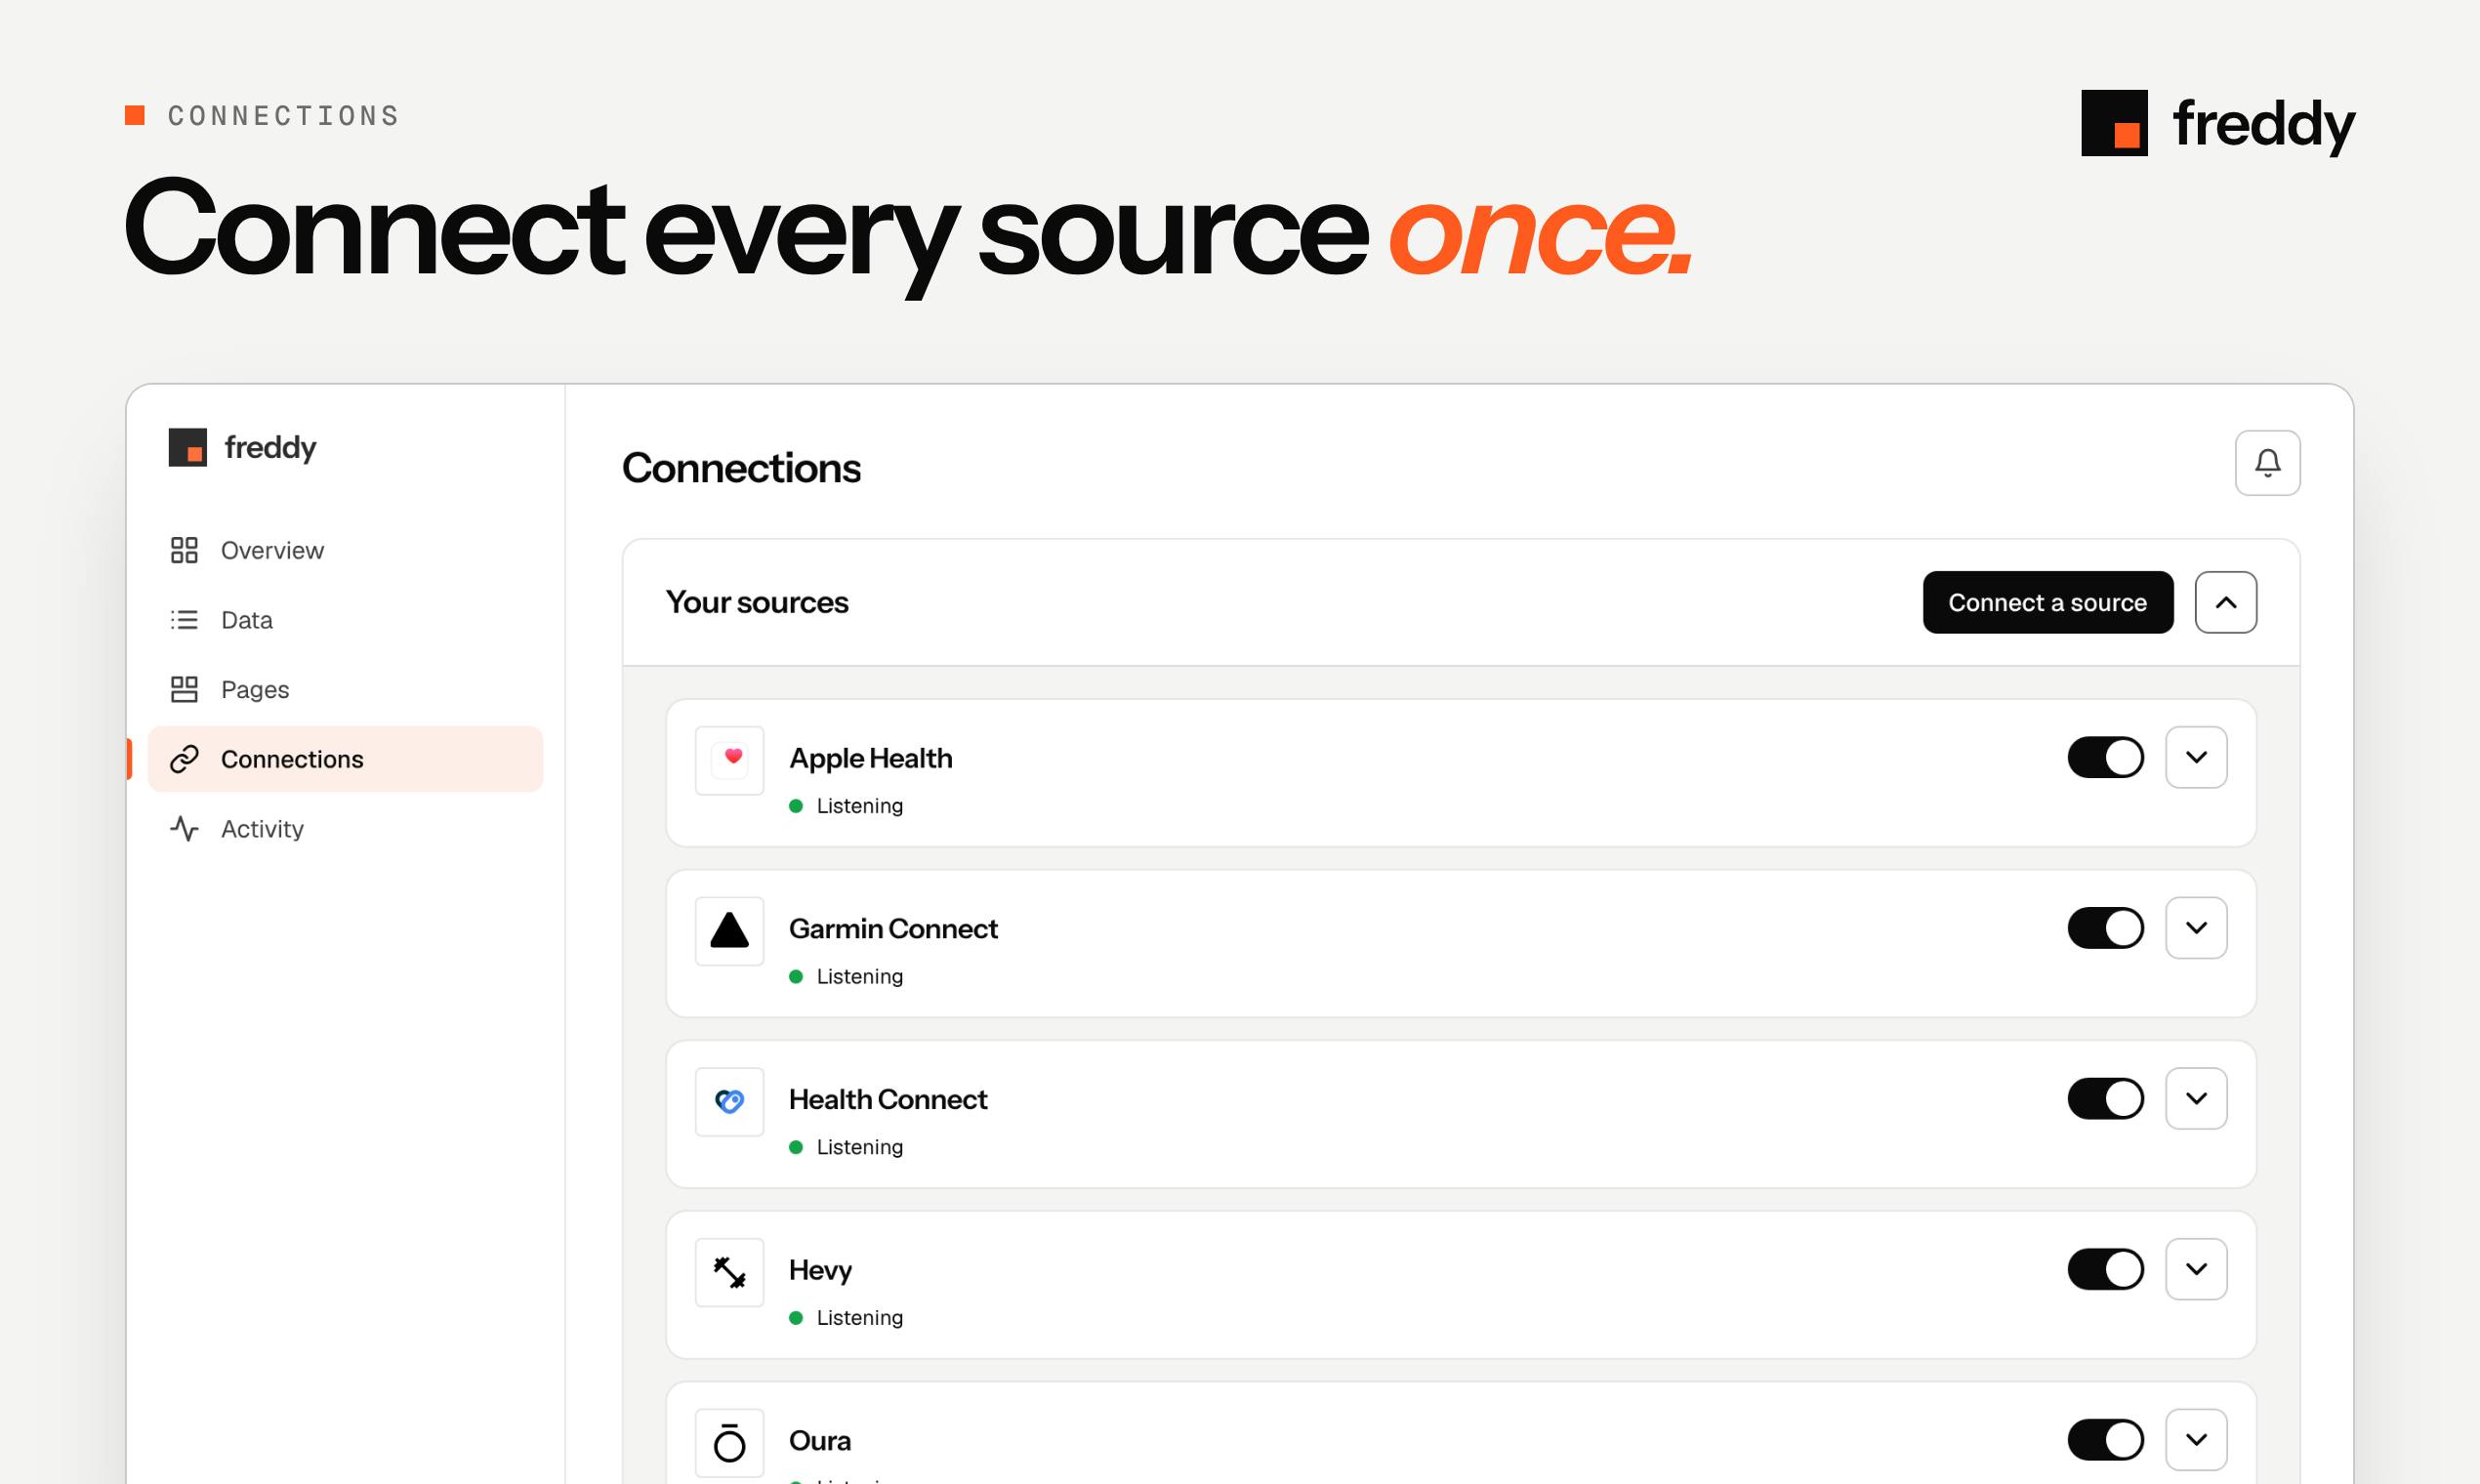 CONNECTIONS
freddy
Connect every source once.
freddy
Overview
Data
Pages
Connections
Activity
Connections
Your sources
Connect a source
Apple Health
Listening
Garmin Connect
Listening
Health Connect
Listening
Hevy
Listening
Oura